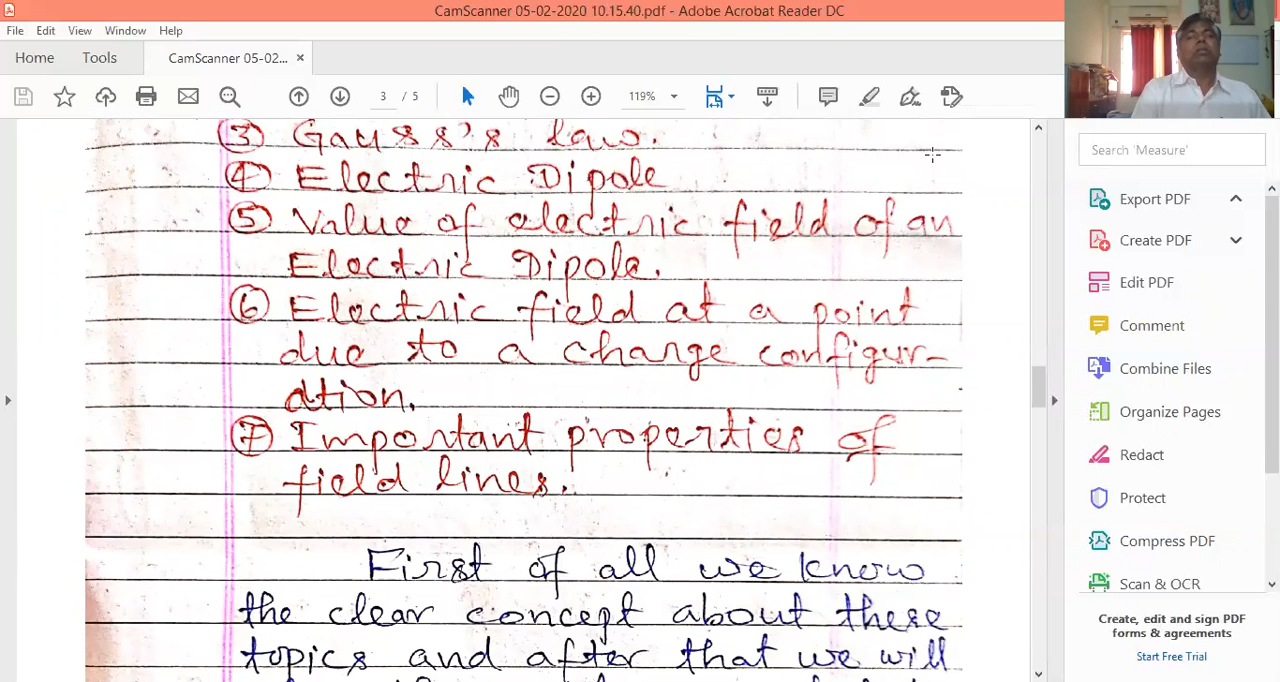 CamScanner 05-02-2020 10.15.40.pdf - Adobe Acrobat Reader DC
File Edit View Window Help
Home Tools CamScanner 05-02... ×
3 / 5 119%
③ Gauss's law.
④ Electric Dipole
⑤ Value of electric field of an
Electric Dipole.
⑥ Electric field at a point
due to a charge configur-
ation.
⑦ Important properties of
field lines.
First of all we know
the clear concept about these
topics and after that we will
Search 'Measure'
Export PDF
Create PDF
Edit PDF
Comment
Combine Files
Organize Pages
Redact
Protect
Compress PDF
Scan & OCR
Create, edit and sign PDF
forms & agreements
Start Free Trial